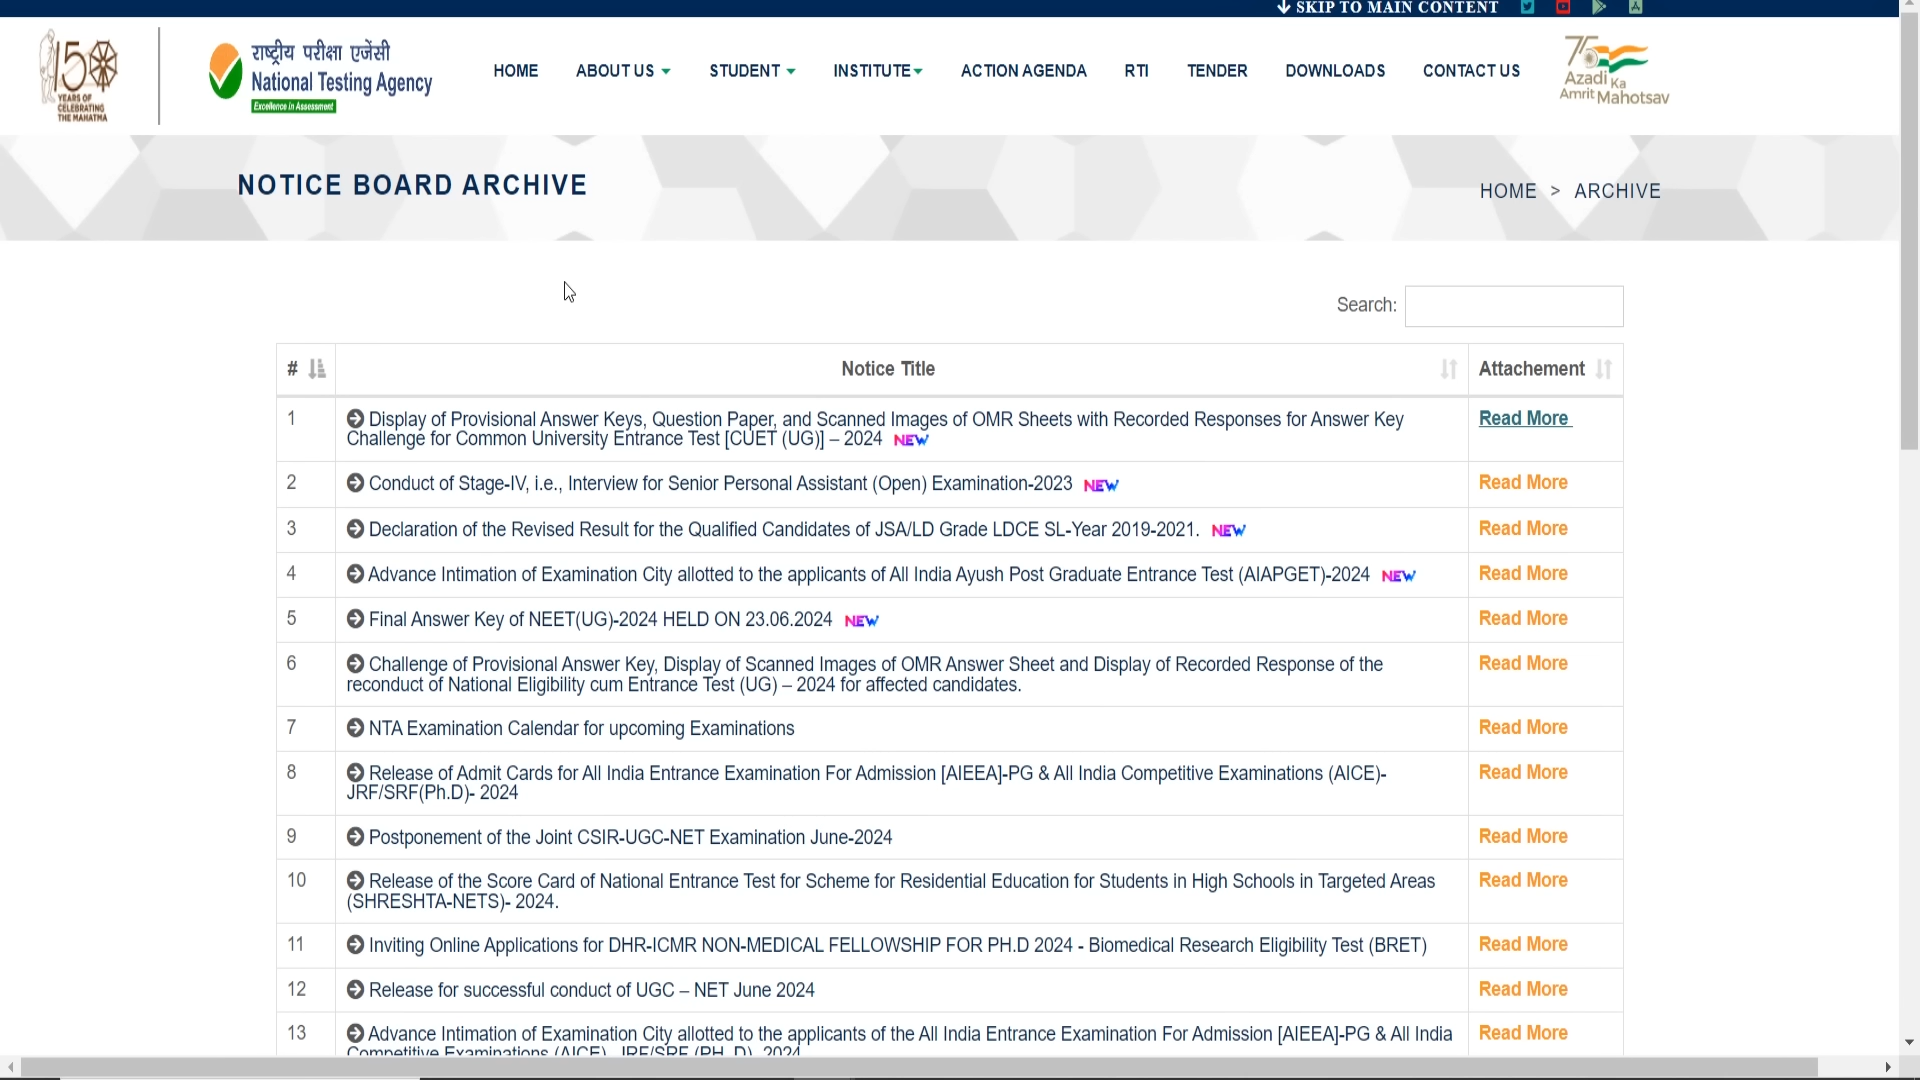 SKIP TO MAIN CONTENT
150
YEARS OF
CELEBRATING
THE MAHATMA
राष्ट्रीय परीक्षा एजेंसी
National Testing Agency
Excellence in Assessment
HOME ABOUT US STUDENT INSTITUTE ACTION AGENDA RTI TENDER DOWNLOADS CONTACT US
75
Azadi Ka
Amrit Mahotsav
NOTICE BOARD ARCHIVE
HOME > ARCHIVE
Search:
# Notice Title Attachement
1 Display of Provisional Answer Keys, Question Paper, and Scanned Images of OMR Sheets with Recorded Responses for Answer Key Read More
Challenge for Common University Entrance Test [CUET (UG)] – 2024 NEW
2 Conduct of Stage-IV, i.e., Interview for Senior Personal Assistant (Open) Examination-2023 NEW Read More
3 Declaration of the Revised Result for the Qualified Candidates of JSA/LD Grade LDCE SL-Year 2019-2021. NEW Read More
4 Advance Intimation of Examination City allotted to the applicants of All India Ayush Post Graduate Entrance Test (AIAPGET)-2024 NEW Read More
5 Final Answer Key of NEET(UG)-2024 HELD ON 23.06.2024 NEW Read More
6 Challenge of Provisional Answer Key, Display of Scanned Images of OMR Answer Sheet and Display of Recorded Response of the Read More
reconduct of National Eligibility cum Entrance Test (UG) – 2024 for affected candidates.
7 NTA Examination Calendar for upcoming Examinations Read More
8 Release of Admit Cards for All India Entrance Examination For Admission [AIEEA]-PG & All India Competitive Examinations (AICE)- Read More
JRF/SRF(Ph.D)- 2024
9 Postponement of the Joint CSIR-UGC-NET Examination June-2024 Read More
10 Release of the Score Card of National Entrance Test for Scheme for Residential Education for Students in High Schools in Targeted Areas Read More
(SHRESHTA-NETS)- 2024.
11 Inviting Online Applications for DHR-ICMR NON-MEDICAL FELLOWSHIP FOR PH.D 2024 - Biomedical Research Eligibility Test (BRET) Read More
12 Release for successful conduct of UGC – NET June 2024 Read More
13 Advance Intimation of Examination City allotted to the applicants of the All India Entrance Examination For Admission [AIEEA]-PG & All India Read More
Competitive Examinations (AICE)- JRF/SRF (PH. D)- 2024